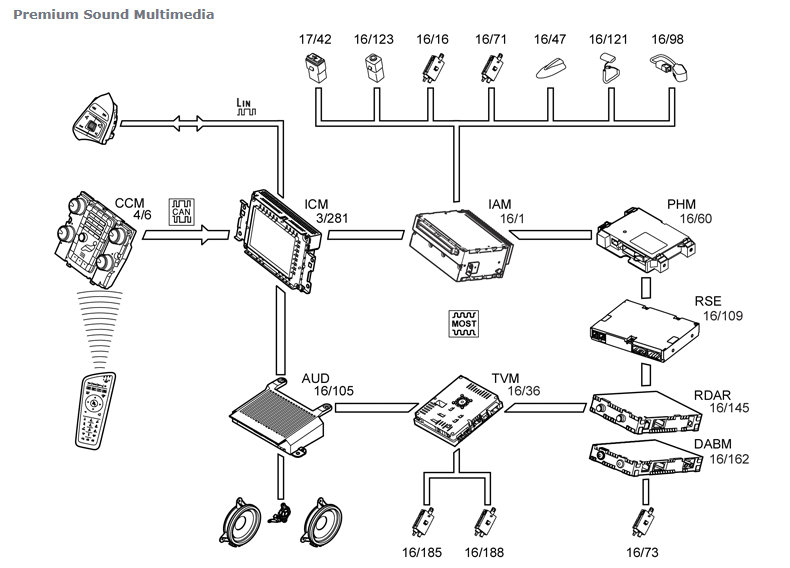 Premium Sound Multimedia
17/42 16/123 16/16 16/71 16/47 16/121 16/98
LIN
CCM
4/6
CAN
ICM
3/281
IAM
16/1
PHM
16/60
MOST
RSE
16/109
AUD
16/105
TVM
16/36
RDAR
16/145
DABM
16/162
16/185 16/188 16/73